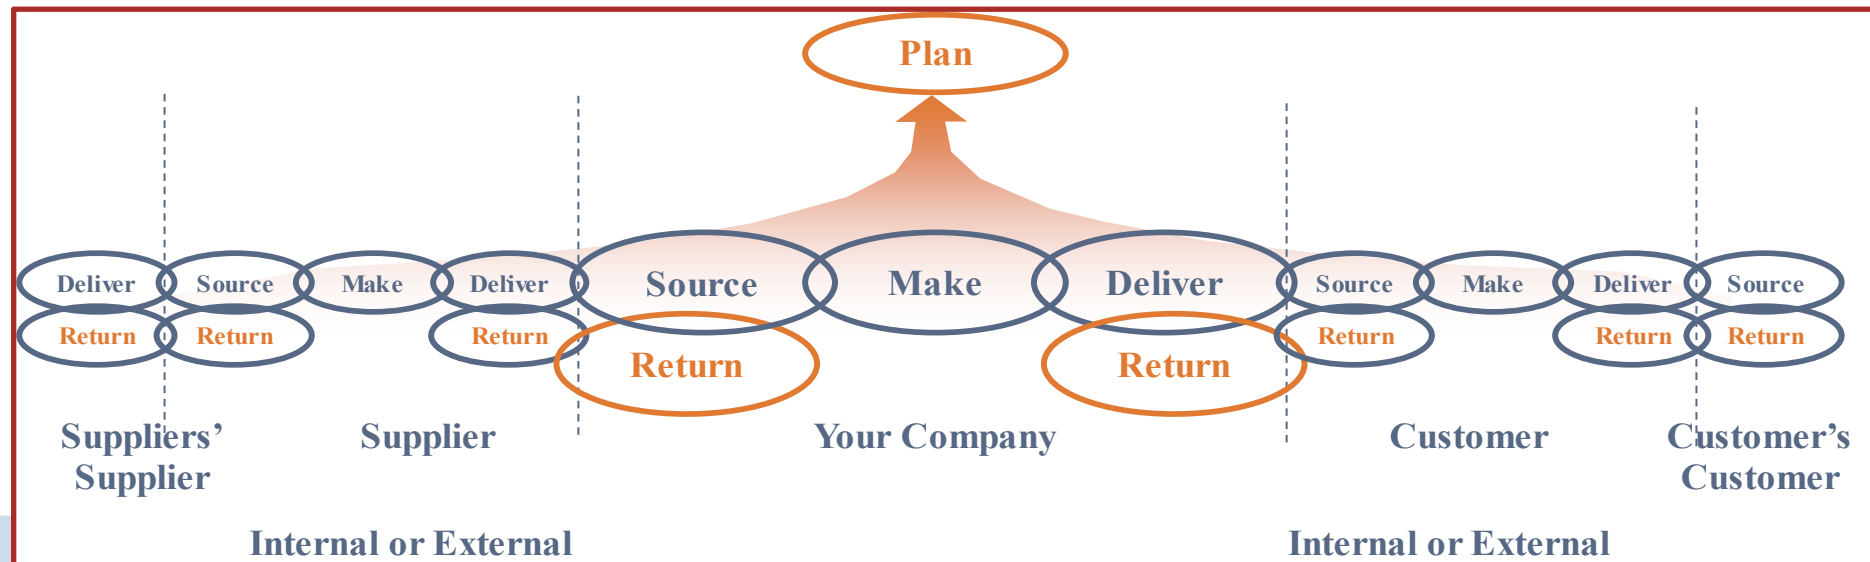 Plan
Deliver Source Make Deliver Source Make Deliver Source Make Deliver Source
Return Return Return Return Return Return Return Return
Suppliers’ Supplier Your Company Customer Customer’s
Supplier Customer
Internal or External Internal or External